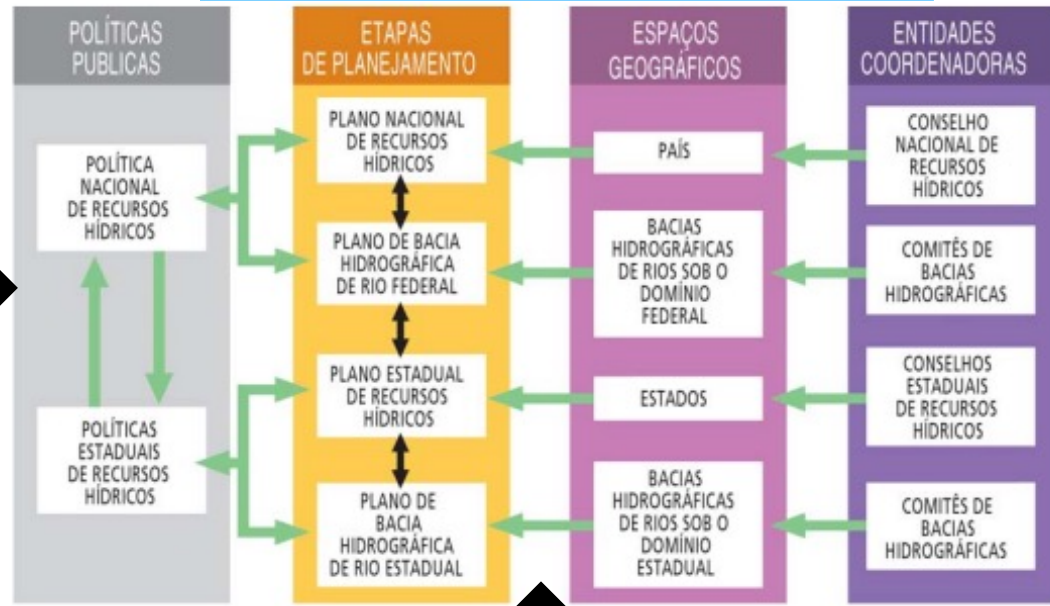 POLÍTICAS
PUBLICAS
POLÍTICA
NACIONAL
DE RECURSOS
HÍDRICOS
POLÍTICAS
ESTADUAIS
DE RECURSOS
HÍDRICOS
ETAPAS
DE PLANEJAMENTO
PLANO NACIONAL
DE RECURSOS
HÍDRICOS
PLANO DE BACIA
HIDROGRÁFICA
DE RIO FEDERAL
PLANO ESTADUAL
DE RECURSOS
HÍDRICOS
PLANO DE
BACIA
HIDROGRÁFICA
DE RIO ESTADUAL
ESPAÇOS
GEOGRÁFICOS
PAÍS
BACIAS
HIDROGRÁFICAS
DE RIOS SOB O
DOMÍNIO
FEDERAL
ESTADOS
BACIAS
HIDROGRÁFICAS
DE RIOS SOB O
DOMÍNIO
ESTADUAL
ENTIDADES
COORDENADORAS
CONSELHO
NACIONAL DE
RECURSOS
HÍDRICOS
COMITÊS DE
BACIAS
HIDROGRÁFICAS
CONSELHOS
ESTADUAIS
DE RECURSOS
HÍDRICOS
COMITÊS DE
BACIAS
HIDROGRÁFICAS